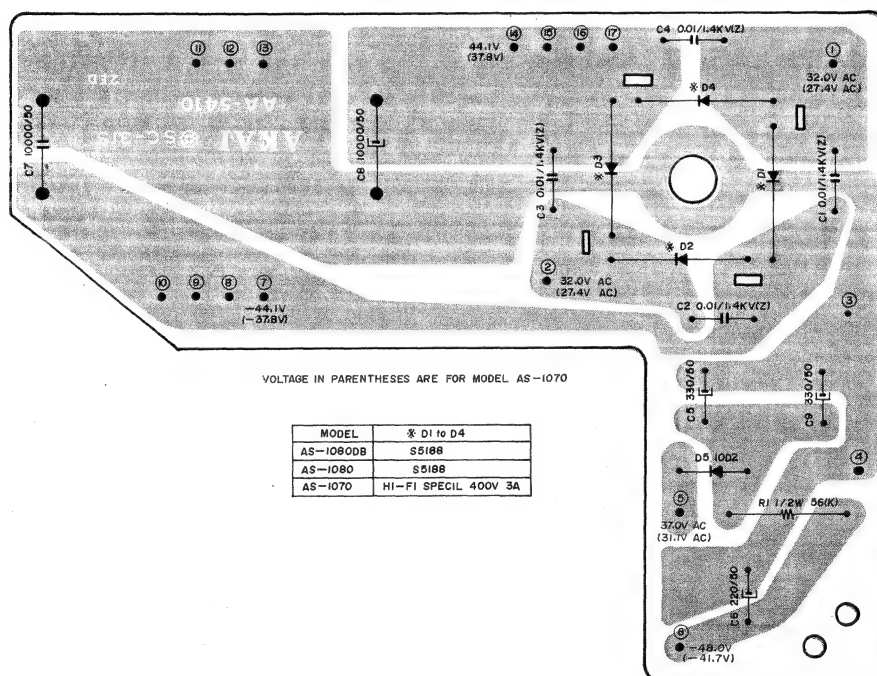 C4 0.01/1.4KV(Z)
14 15 16 17
44.1V
(37.8V)
11 12 13
1
32.0V AC
(27.4V AC)
ZED
AA-5410
AKAI
※ D4
C7 10000/50
C8 10000/50
※ D3
C3 0.01/1.4KV(Z)
※ D1
C1 0.01/1.4KV(Z)
※ D2
2
32.0V AC
(27.4V AC)
10 9 8 7
-44.1V
(-37.8V)
C2 0.01/1.4KV(Z)
3
VOLTAGE IN PARENTHESES ARE FOR MODEL AS-1070
C5 330/50
C9 330/50
MODEL ※ D1 to D4
AS-1080DB S5188
AS-1080 S5188
AS-1070 HI-FI SPECIL 400V 3A
D5 10D2
4
5
R1 1/2W 56(K)
37.0V AC
(31.1V AC)
C6 220/50
6
-48.0V
(-41.7V)